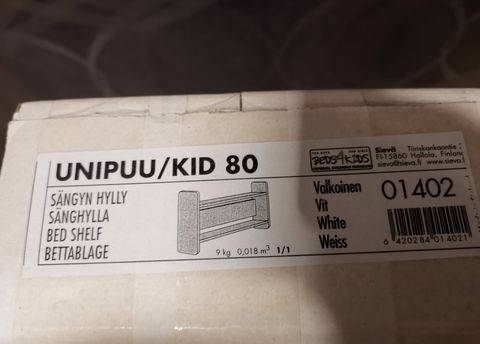 UNIPUU/KID 80
SÄNGYN HYLLY
SÄNGHYLLA
BED SHELF
BETTABLAGE
9 kg 0,018 m³ 1/1
BEDS4KIDS
Valkoinen
Vit
White
Weiss
Sievä
Tiiriskankaantie
FI-15860 Hollola, Finland
sieva@sieva.fi www.sieva.fi
01402
6 420284 014021